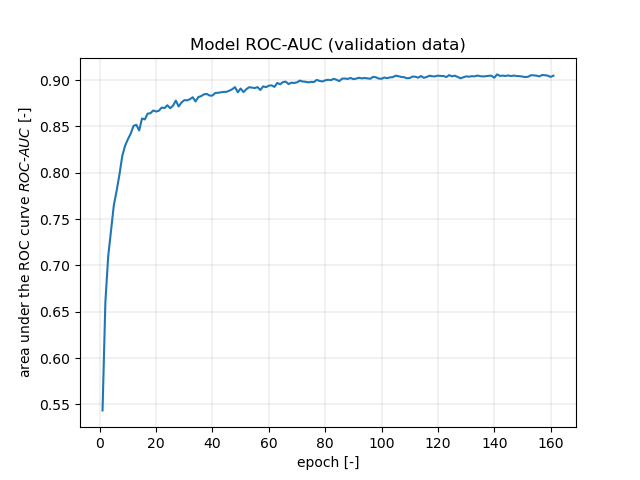 Model ROC-AUC (validation data)
area under the ROC curve ROC-AUC [-]
0.90
0.85
0.80
0.75
0.70
0.65
0.60
0.55
0 20 40 60 80 100 120 140 160
epoch [-]